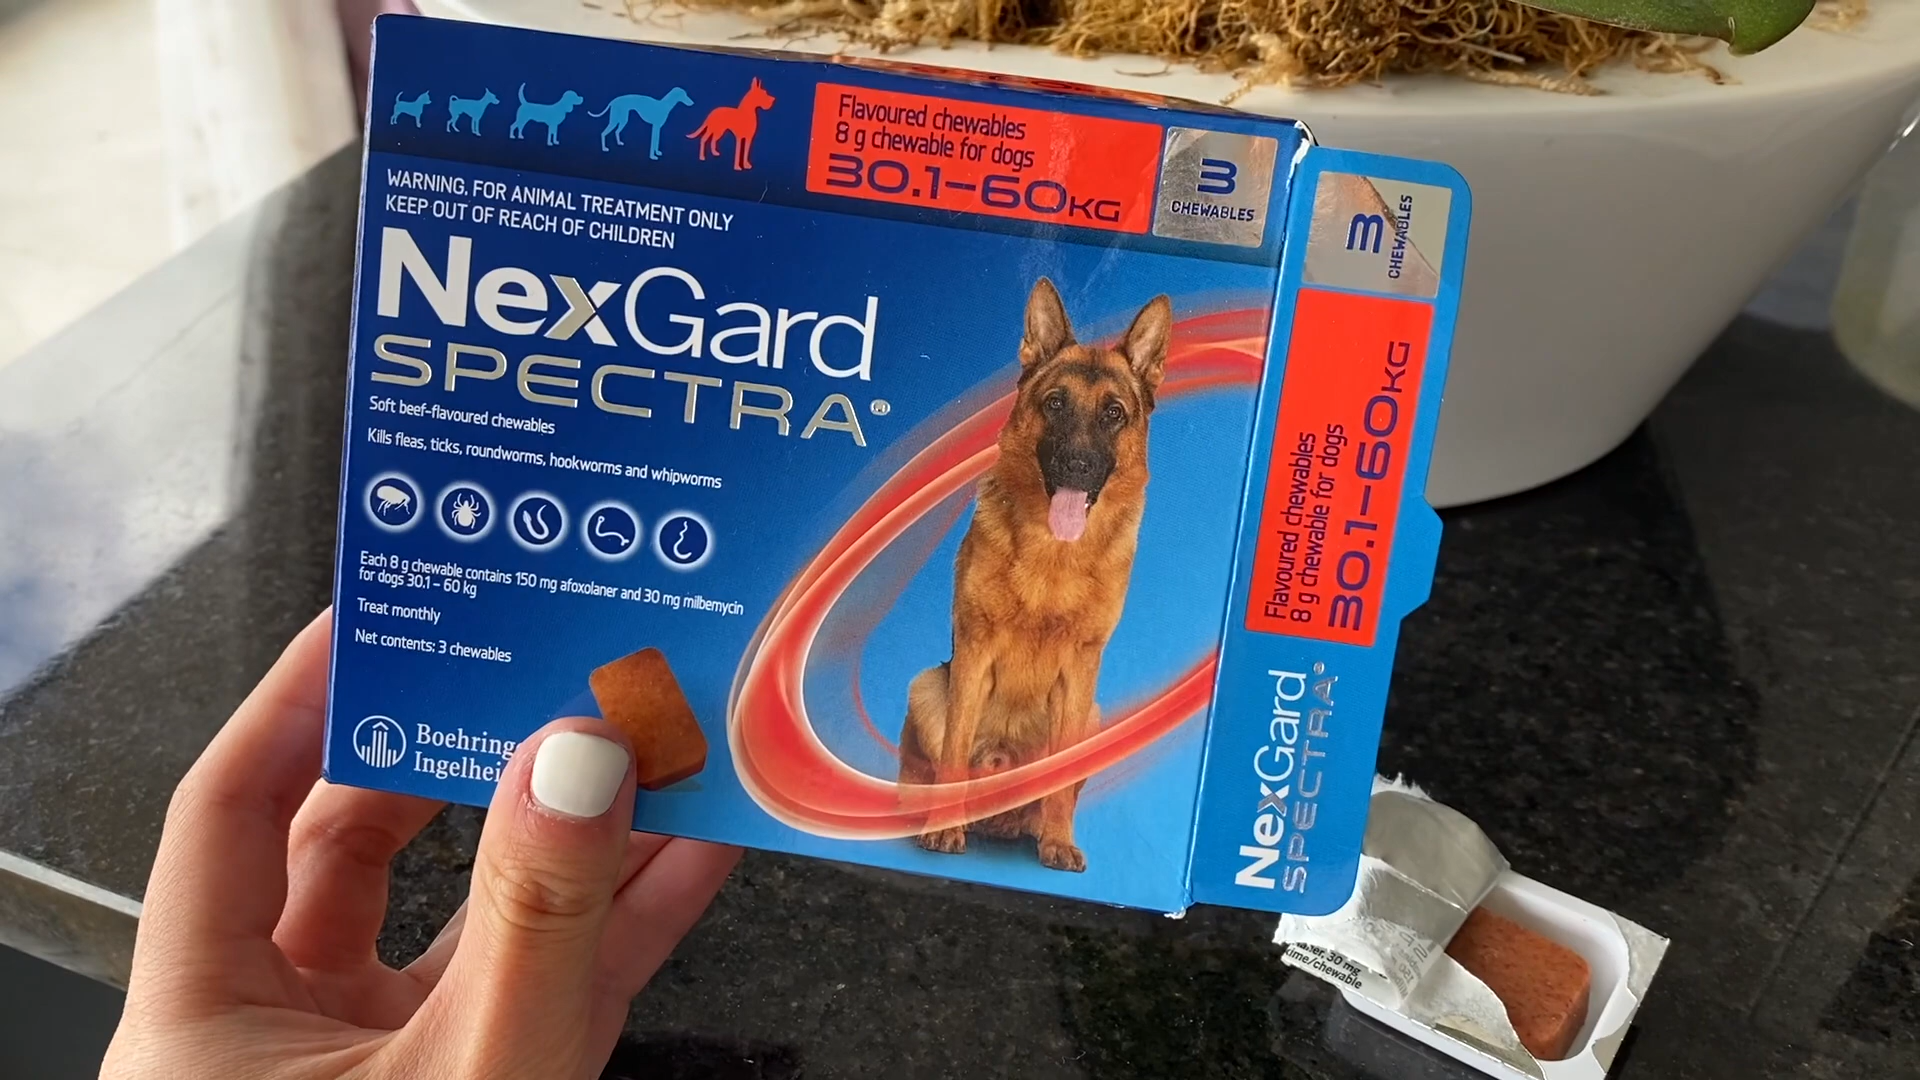 Flavoured chewables
8 g chewable for dogs
30.1–60KG
3
CHEWABLES
WARNING. FOR ANIMAL TREATMENT ONLY
KEEP OUT OF REACH OF CHILDREN
NexGard
SPECTRA®
Soft beef-flavoured chewables
Kills fleas, ticks, roundworms, hookworms and whipworms
Each 8 g chewable contains 150 mg afoxolaner and 30 mg milbemycin
for dogs 30.1 – 60 kg
Treat monthly
Net contents: 3 chewables
Boehring
Ingelhei
3
CHEWABLES
Flavoured chewables
8 g chewable for dogs
30.1–60KG
NexGard
SPECTRA®
30 mg
/chewable